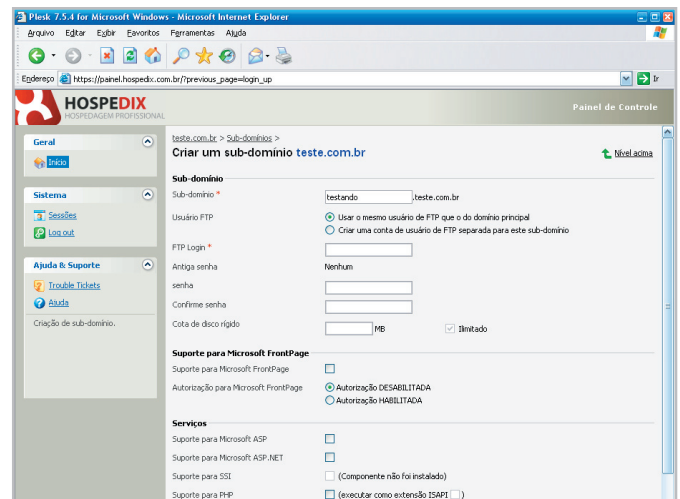 Plesk 7.5.4 for Microsoft Windows - Microsoft Internet Explorer
Arquivo Editar Exibir Favoritos Ferramentas Ajuda
Endereço https://painel.hospedix.com.br/?previous_page=login_up Ir
HOSPEDIX
HOSPEDAGEM PROFISSIONAL
Painel de Controle
Geral
Início
Sistema
Sessões
Log out
Ajuda & Suporte
Trouble Tickets
Ajuda
Criação de sub-domínio.
teste.com.br > Sub-domínios >
Criar um sub-domínio teste.com.br
Nível acima
Sub-domínio
Sub-domínio * testando .teste.com.br
Usuário FTP Usar o mesmo usuário de FTP que o do domínio principal
Criar uma conta de usuário de FTP separada para este sub-domínio
FTP Login *
Antiga senha Nenhum
senha
Confirme senha
Cota de disco rígido MB Ilimitado
Suporte para Microsoft FrontPage
Suporte para Microsoft FrontPage
Autorização para Microsoft FrontPage Autorização DESABILITADA
Autorização HABILITADA
Serviços
Suporte para Microsoft ASP
Suporte para Microsoft ASP.NET
Suporte para SSI (Componente não foi instalado)
Suporte para PHP (executar como extensão ISAPI )